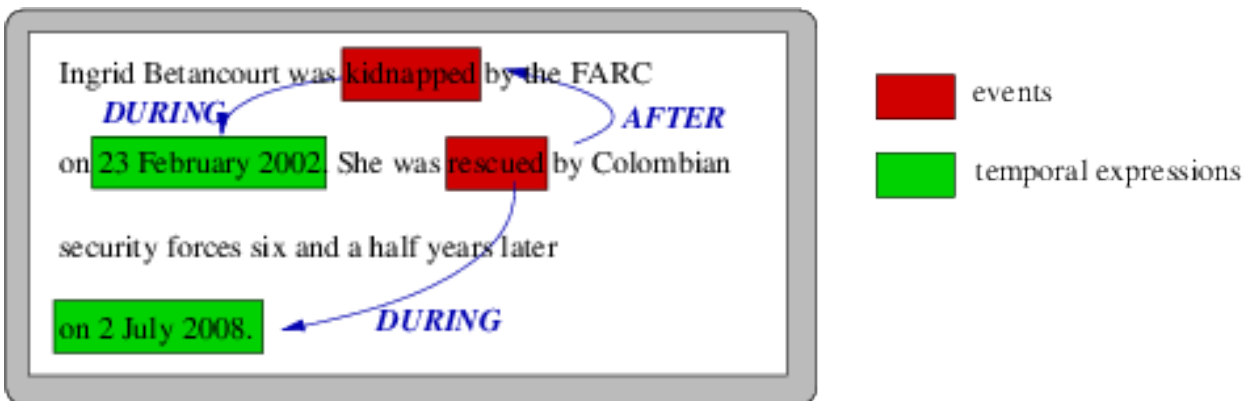 Ingrid Betancourt was kidnapped by the FARC
DURING
AFTER
on 23 February 2002. She was rescued by Colombian
security forces six and a half years later
on 2 July 2008.
DURING
events
temporal expressions